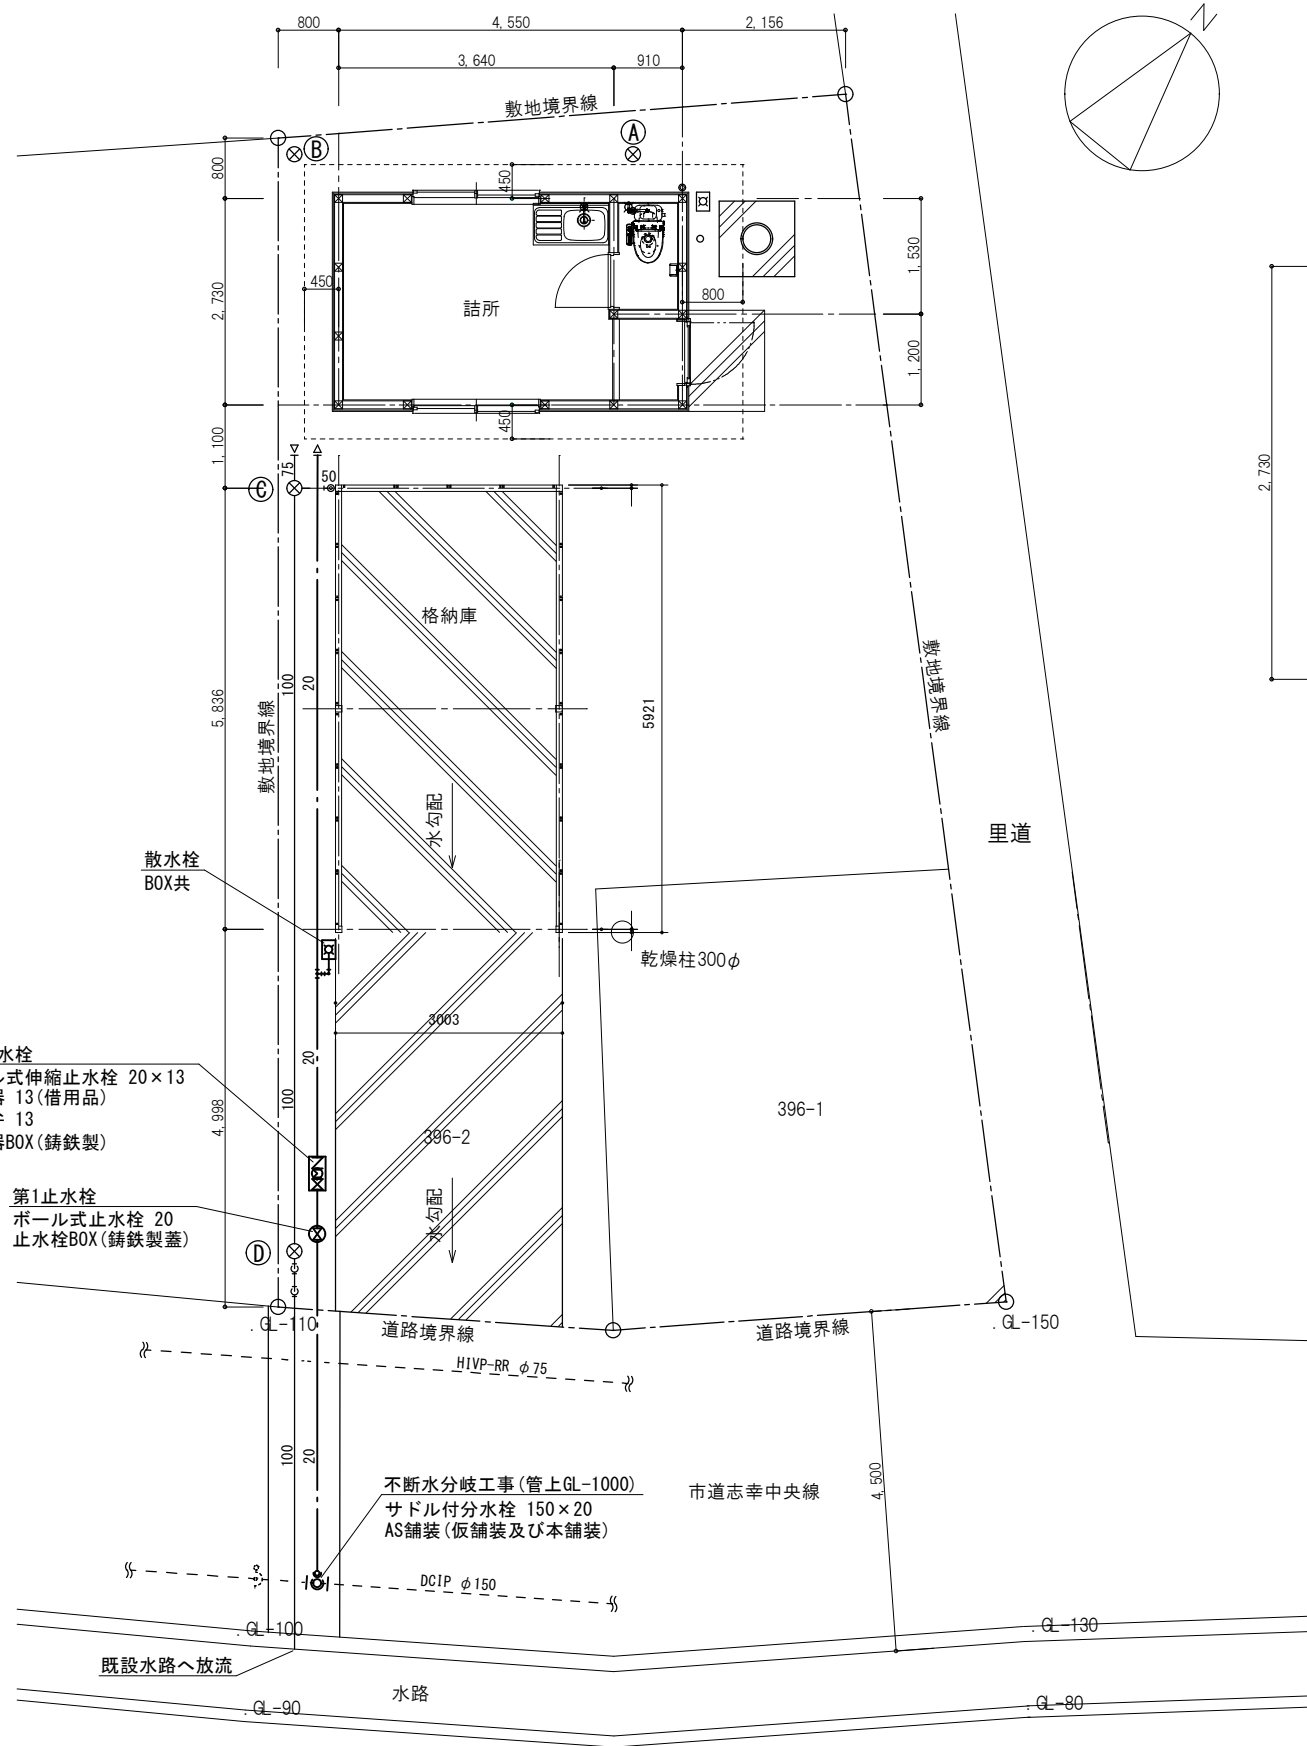 800
4,550
2,156
N
3,640
910
敷地境界線
Ⓐ
Ⓑ
800
450
2,730
450
詰所
800
1,530
1,200
450
1,100
75
50
Ⓒ
2,730
格納庫
100
20
5,836
敷地境界線
5921
敷地境界線
水勾配
里道
散水栓
BOX共
乾燥柱300φ
3003
水栓
式伸縮止水栓 20×13
13(借用品)
13
BOX(鋳鉄製)
20
100
4,998
396-1
396-2
第1止水栓
ボール式止水栓 20
止水栓BOX(鋳鉄製蓋)
水勾配
Ⓓ
.GL-110
道路境界線
道路境界線
.GL-150
HIVP-RR φ75
100
20
不断水分岐工事(管上GL-1000)
サドル付分水栓 150×20
AS舗装(仮舗装及び本舗装)
市道志幸中央線
4,500
DCIP φ150
.GL-100
.GL-130
既設水路へ放流
水路
.GL-90
.GL-80